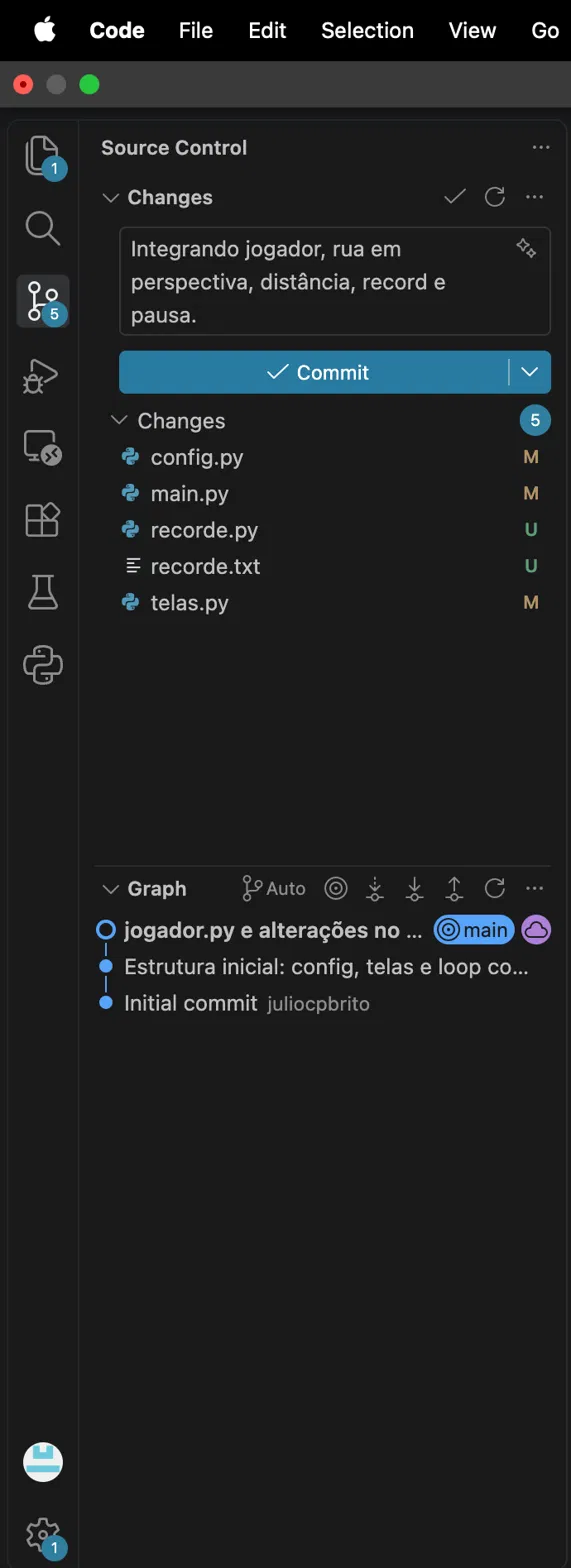 Code File Edit Selection View Go
Source Control
1
Changes
Integrando jogador, rua em
perspectiva, distância, record e
pausa.
5
Commit
Changes 5
config.py M
main.py M
recorde.py U
recorde.txt U
telas.py M
Graph Auto
jogador.py e alterações no ... main
Estrutura inicial: config, telas e loop co...
Initial commit juliocpbrito
1